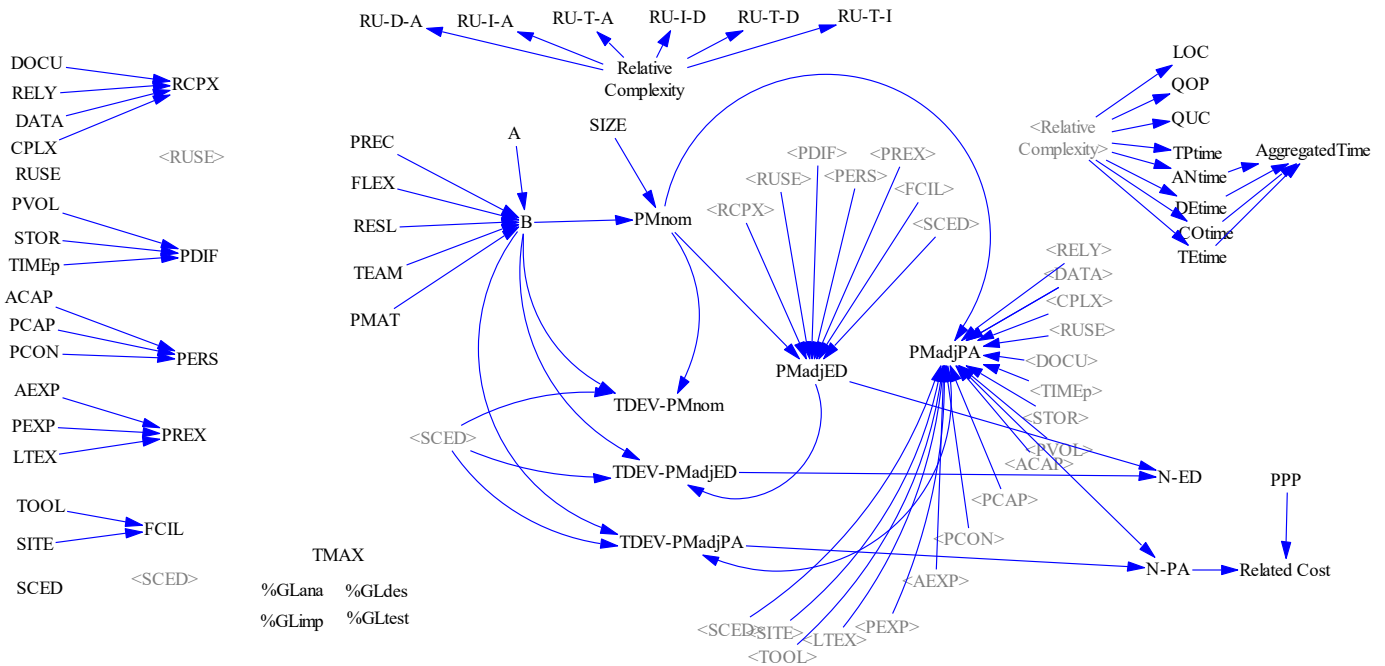 RU-D-A
RU-I-A
RU-T-A
RU-I-D
RU-T-D
RU-T-I
Relative
Complexity
DOCU
RELY
DATA
CPLX
RUSE
RCPX
<RUSE>
PVOL
STOR
TIMEp
PDIF
ACAP
PCAP
PCON
PERS
AEXP
PEXP
LTEX
PREX
TOOL
SITE
FCIL
SCED
<SCED>
TMAX
%GLana
%GLdes
%GLimp
%GLtest
PREC
FLEX
RESL
TEAM
PMAT
A
B
SIZE
PMnom
<RCPX>
<RUSE>
<PDIF>
<PERS>
<PREX>
<FCIL>
<SCED>
PMadjED
PMadjPA
<SCED>
TDEV-PMnom
TDEV-PMadjED
TDEV-PMadjPA
<RELY>
<DATA>
<CPLX>
<RUSE>
<DOCU>
<TIMEp>
<STOR>
<PVOL>
<ACAP>
<PCAP>
<PCON>
<AEXP>
<PEXP>
<LTEX>
<SITE>
<SCED>
<TOOL>
<Relative
Complexity>
LOC
QOP
QUC
TPtime
ANtime
DEtime
COtime
TEtime
AggregatedTime
N-ED
N-PA
PPP
Related Cost